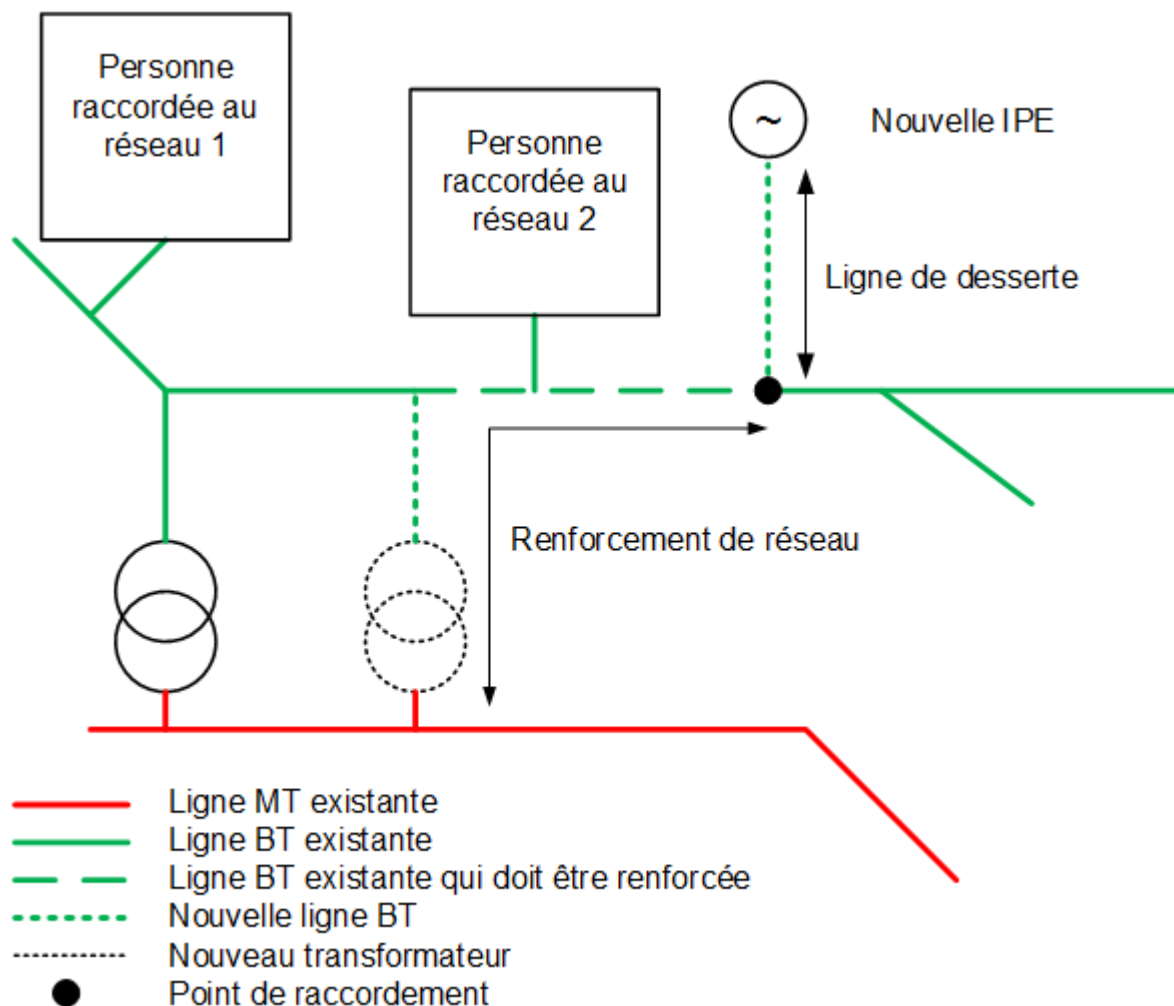 Personne
raccordée au
réseau 1
Personne
raccordée au
réseau 2
~
Nouvelle IPE
Ligne de desserte
Renforcement de réseau
Ligne MT existante
Ligne BT existante
Ligne BT existante qui doit être renforcée
Nouvelle ligne BT
Nouveau transformateur
Point de raccordement